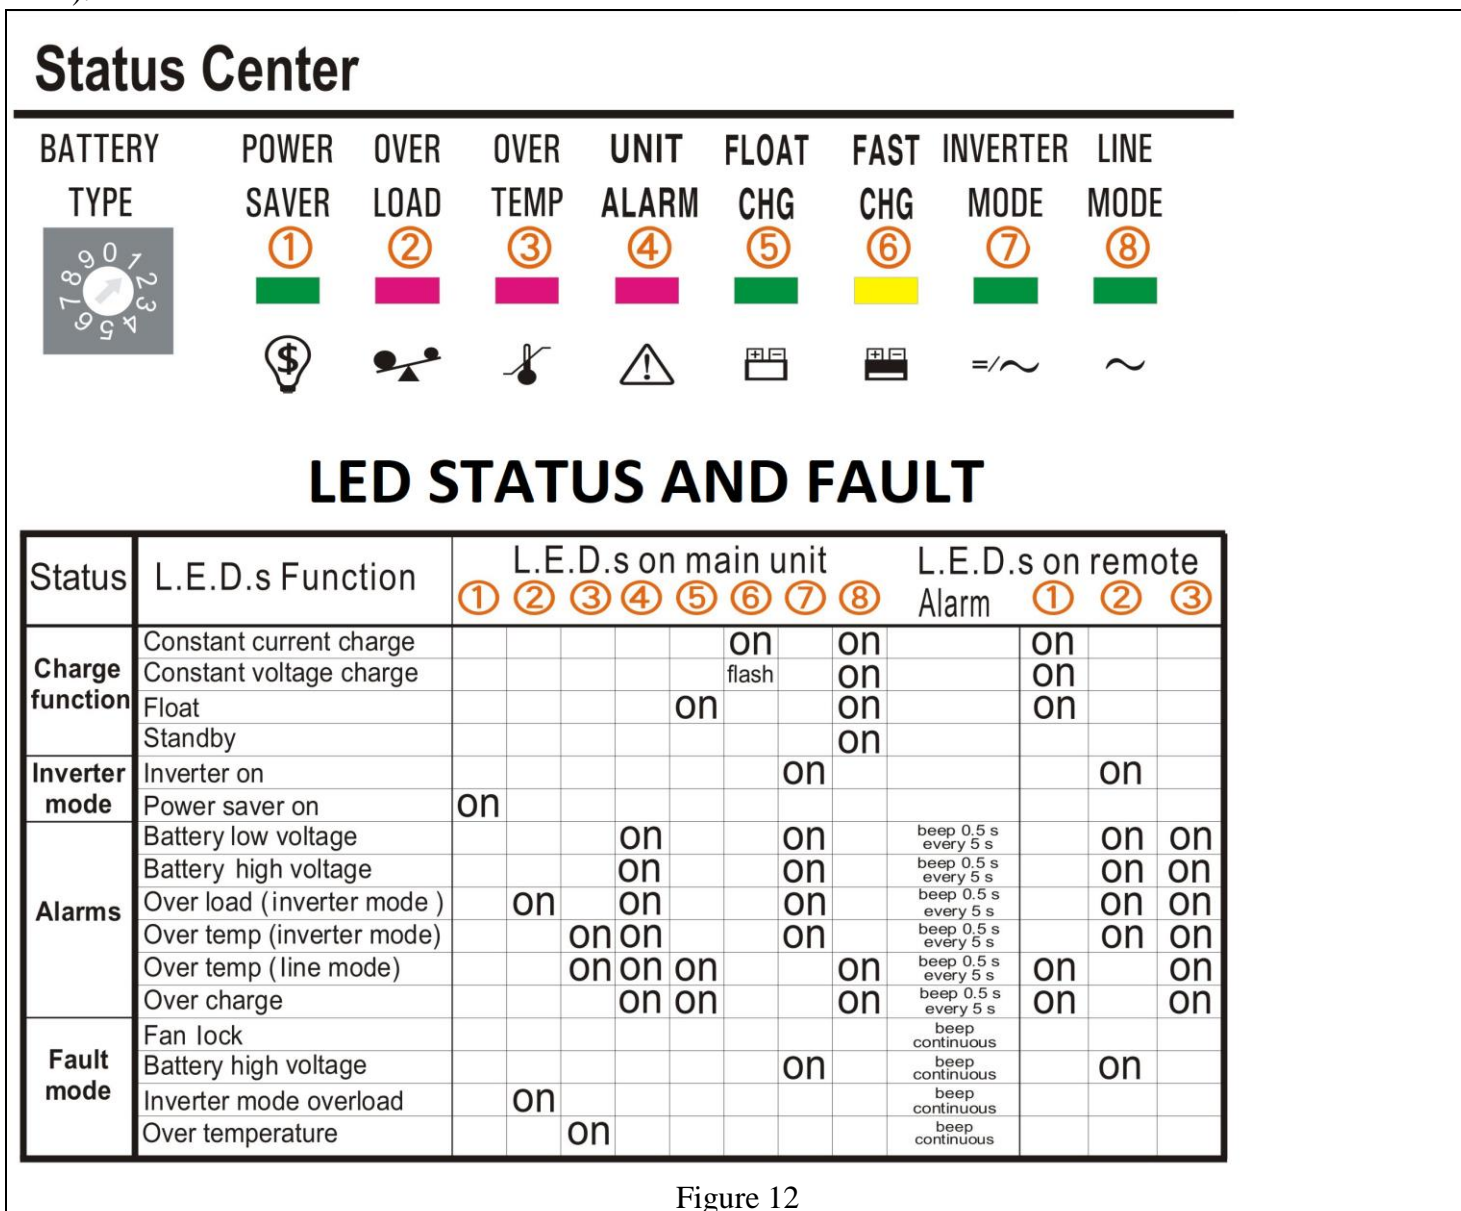 ).
Status Center
BATTERY POWER OVER OVER UNIT FLOAT FAST INVERTER LINE
TYPE SAVER LOAD TEMP ALARM CHG CHG MODE MODE
① ② ③ ④ ⑤ ⑥ ⑦ ⑧
0 1 2 3 4 5 6 7 8 9
$ ! + − + − =/~ ~
LED STATUS AND FAULT
Status L.E.D.s Function L.E.D.s on main unit L.E.D.s on remote
① ② ③ ④ ⑤ ⑥ ⑦ ⑧ Alarm ① ② ③
Charge function
Constant current charge on on on
Constant voltage charge flash on on
Float on on on
Standby on
Inverter mode
Inverter on on on
Power saver on on
Alarms
Battery low voltage on on beep 0.5 s every 5 s on on
Battery high voltage on on beep 0.5 s every 5 s on on
Over load (inverter mode ) on on on beep 0.5 s every 5 s on on
Over temp (inverter mode) on on on beep 0.5 s every 5 s on on
Over temp (line mode) on on on on beep 0.5 s every 5 s on on
Over charge on on on beep 0.5 s every 5 s on on
Fault mode
Fan lock beep continuous
Battery high voltage on beep continuous on
Inverter mode overload on beep continuous
Over temperature on beep continuous
Figure 12